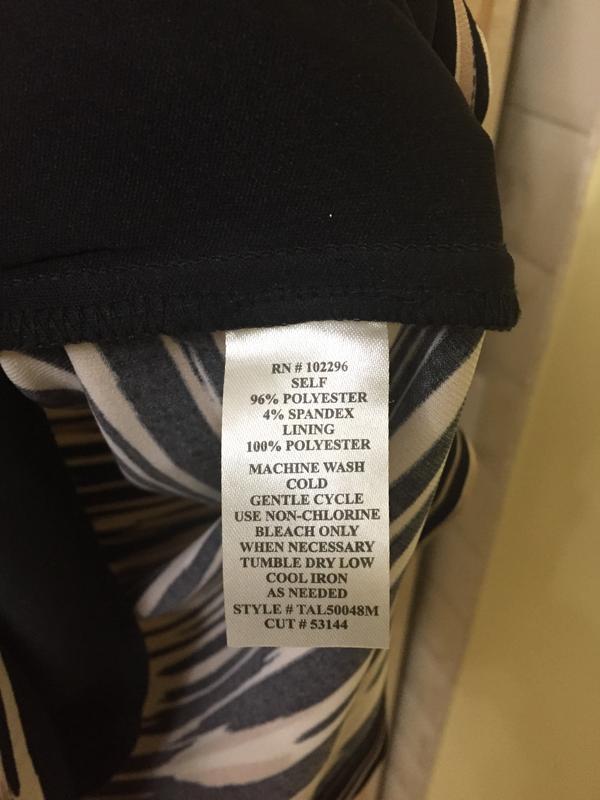 RN # 102296
SELF
96% POLYESTER
4% SPANDEX
LINING
100% POLYESTER
MACHINE WASH
COLD
GENTLE CYCLE
USE NON-CHLORINE
BLEACH ONLY
WHEN NECESSARY
TUMBLE DRY LOW
COOL IRON
AS NEEDED
STYLE # TAL50048M
CUT # 53144